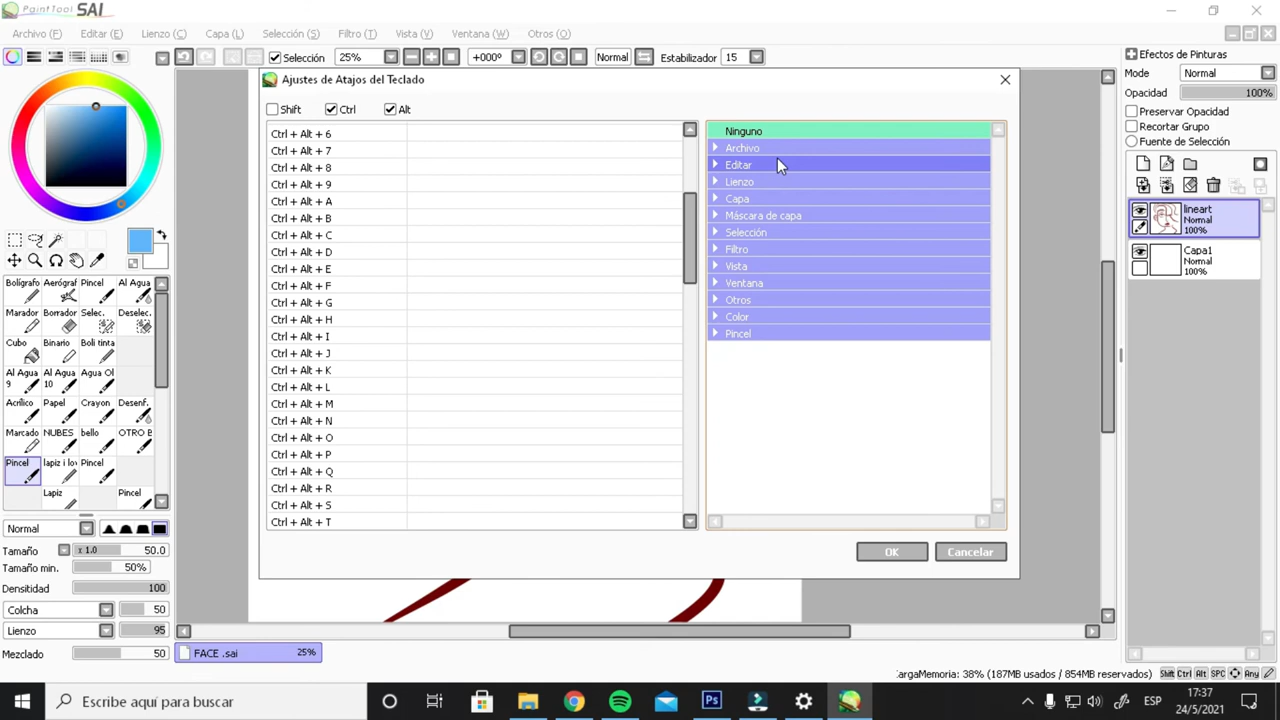 PaintTool SAI
Archivo (F) Editar (E) Lienzo (C) Capa (L) Selección (S) Filtro (T) Vista (V) Ventana (W) Otros (O)
Selección 25% +000° Normal Estabilizador 15
Efectos de Pinturas
Mode Normal
Opacidad 100%
Preservar Opacidad
Recortar Grupo
Fuente de Selección
lineart
Normal
100%
Capa1
Normal
100%
Ajustes de Atajos del Teclado
Shift Ctrl Alt
Ctrl + Alt + 6
Ctrl + Alt + 7
Ctrl + Alt + 8
Ctrl + Alt + 9
Ctrl + Alt + A
Ctrl + Alt + B
Ctrl + Alt + C
Ctrl + Alt + D
Ctrl + Alt + E
Ctrl + Alt + F
Ctrl + Alt + G
Ctrl + Alt + H
Ctrl + Alt + I
Ctrl + Alt + J
Ctrl + Alt + K
Ctrl + Alt + L
Ctrl + Alt + M
Ctrl + Alt + N
Ctrl + Alt + O
Ctrl + Alt + P
Ctrl + Alt + Q
Ctrl + Alt + R
Ctrl + Alt + S
Ctrl + Alt + T
Ninguno
Archivo
Editar
Lienzo
Capa
Máscara de capa
Selección
Filtro
Vista
Ventana
Otros
Color
Pincel
OK Cancelar
Bolígrafo Aerógraf Pincel Al Agua
Marador Borrador Selec. Deselec.
Cubo Binario Boli tinta
Al Agua 9 Al Agua 10 Agua Ol
Acrílico Papel Crayon Desenf.
Marcado NUBES bello OTRO B
Pincel lapiz i lo Pincel
Lapiz Pincel
Normal
Tamaño x 1.0 50.0
Tamaño min. 50%
Densitidad 100
Colcha 50
Lienzo 95
Mezclado 50
FACE .sai 25%
CargaMemoria: 38% (187MB usados / 854MB reservados) Shift Ctrl Alt SPC Any
Escribe aquí para buscar
Ps
ESP
17:37
24/5/2021